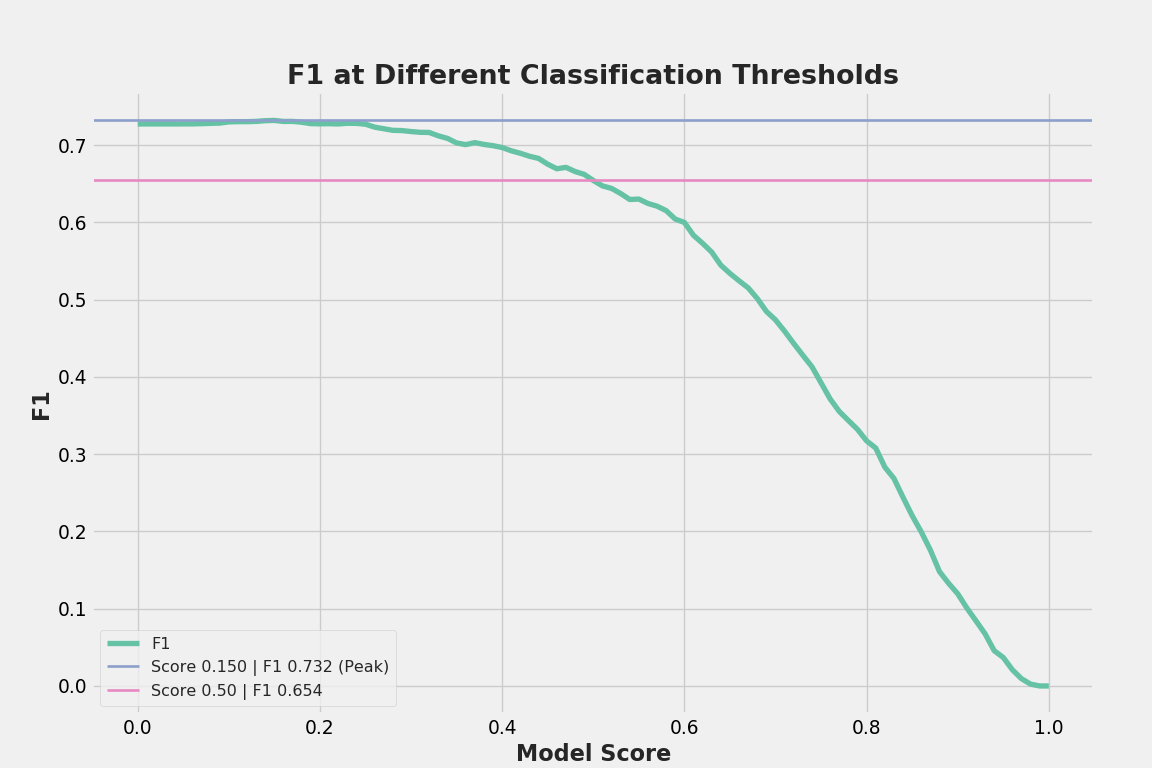 F1 at Different Classification Thresholds
F1
0.7
0.6
0.5
0.4
0.3
0.2
0.1
0.0
F1
Score 0.150 | F1 0.732 (Peak)
Score 0.50 | F1 0.654
0.0 0.2 0.4 0.6 0.8 1.0
Model Score